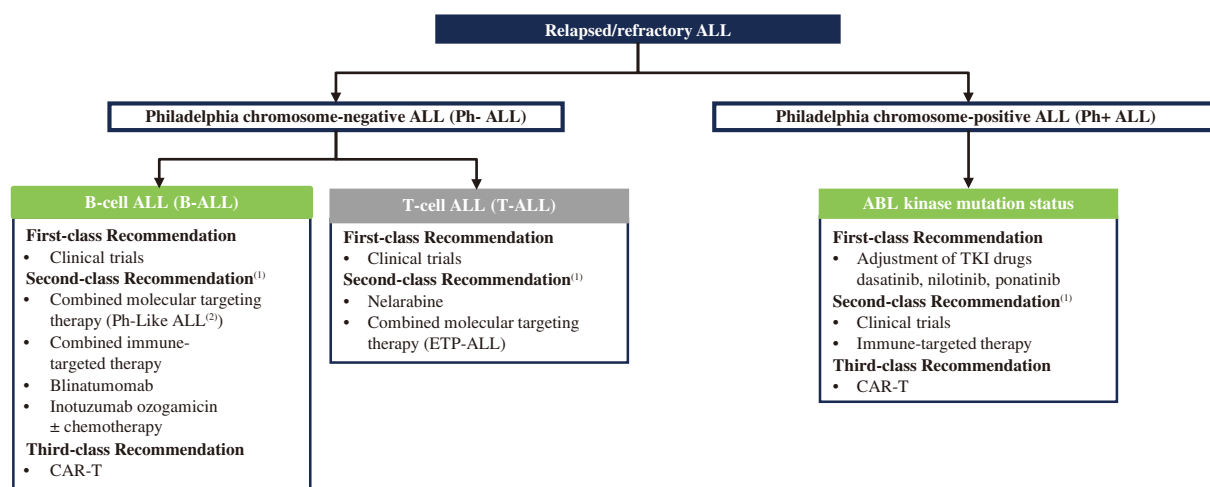 Relapsed/refractory ALL
Philadelphia chromosome-negative ALL (Ph- ALL)
Philadelphia chromosome-positive ALL (Ph+ ALL)
B-cell ALL (B-ALL)
First-class Recommendation
• Clinical trials
Second-class Recommendation(1)
• Combined molecular targeting
therapy (Ph-Like ALL(2))
• Combined immune-
targeted therapy
• Blinatumomab
• Inotuzumab ozogamicin
± chemotherapy
Third-class Recommendation
• CAR-T
T-cell ALL (T-ALL)
First-class Recommendation
• Clinical trials
Second-class Recommendation(1)
• Nelarabine
• Combined molecular targeting
therapy (ETP-ALL)
ABL kinase mutation status
First-class Recommendation
• Adjustment of TKI drugs
dasatinib, nilotinib, ponatinib
Second-class Recommendation(1)
• Clinical trials
• Immune-targeted therapy
Third-class Recommendation
• CAR-T